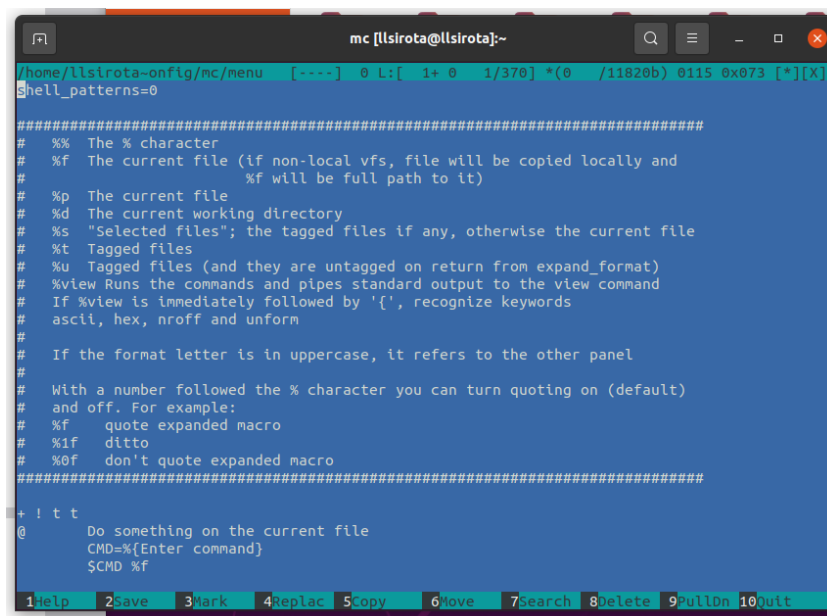 mc [llsirota@llsirota]:~
/home/llsirota~onfig/mc/menu   [----]  0 L:[  1+ 0   1/370] *(0   /11820b) 0115 0x073 [*][X]
shell_patterns=0
##############################################################################
#   %%  The % character
#   %f  The current file (if non-local vfs, file will be copied locally and
#                         %f will be full path to it)
#   %p  The current file
#   %d  The current working directory
#   %s  "Selected files"; the tagged files if any, otherwise the current file
#   %t  Tagged files
#   %u  Tagged files (and they are untagged on return from expand_format)
#   %view Runs the commands and pipes standard output to the view command
#   If %view is immediately followed by '{', recognize keywords
#   ascii, hex, nroff and unform
#
#   If the format letter is in uppercase, it refers to the other panel
#
#   With a number followed the % character you can turn quoting on (default)
#   and off. For example:
#   %f    quote expanded macro
#   %1f   ditto
#   %0f   don't quote expanded macro
##############################################################################
+ ! t t
@       Do something on the current file
        CMD=%{Enter command}
        $CMD %f
1Help   2Save   3Mark   4Replac   5Copy   6Move   7Search   8Delete   9PullDn   10Quit